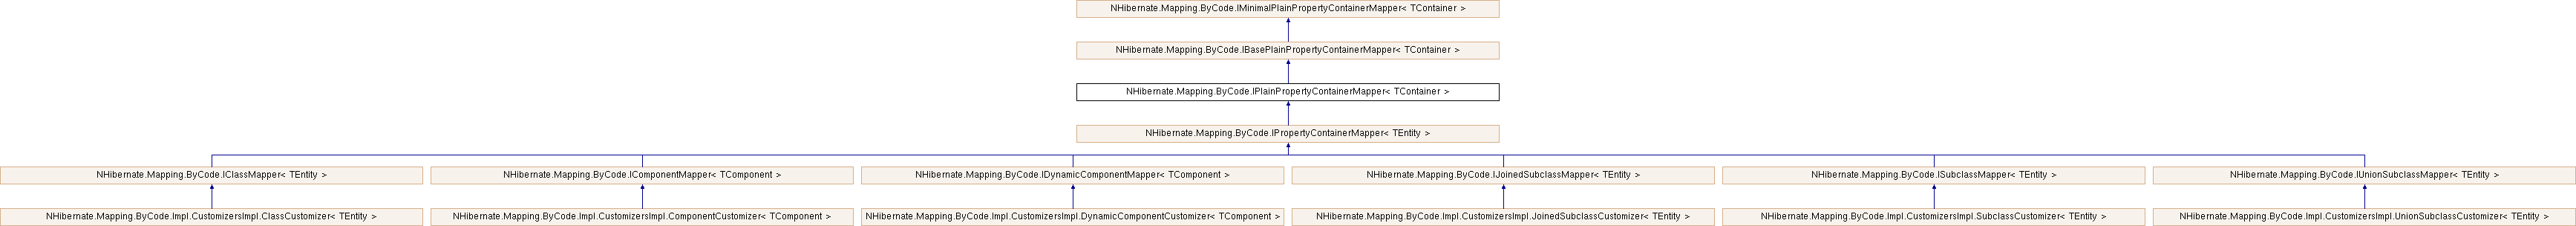 NHibernate.Mapping.ByCode.IMinimalPlainPropertyContainerMapper< TContainer >
NHibernate.Mapping.ByCode.IBasePlainPropertyContainerMapper< TContainer >
NHibernate.Mapping.ByCode.IPlainPropertyContainerMapper< TContainer >
NHibernate.Mapping.ByCode.IPropertyContainerMapper< TEntity >
NHibernate.Mapping.ByCode.IClassMapper< TEntity >
NHibernate.Mapping.ByCode.IComponentMapper< TComponent >
NHibernate.Mapping.ByCode.IDynamicComponentMapper< TComponent >
NHibernate.Mapping.ByCode.IJoinedSubclassMapper< TEntity >
NHibernate.Mapping.ByCode.ISubclassMapper< TEntity >
NHibernate.Mapping.ByCode.IUnionSubclassMapper< TEntity >
NHibernate.Mapping.ByCode.Impl.CustomizersImpl.ClassCustomizer< TEntity >
NHibernate.Mapping.ByCode.Impl.CustomizersImpl.ComponentCustomizer< TComponent >
NHibernate.Mapping.ByCode.Impl.CustomizersImpl.DynamicComponentCustomizer< TComponent >
NHibernate.Mapping.ByCode.Impl.CustomizersImpl.JoinedSubclassCustomizer< TEntity >
NHibernate.Mapping.ByCode.Impl.CustomizersImpl.SubclassCustomizer< TEntity >
NHibernate.Mapping.ByCode.Impl.CustomizersImpl.UnionSubclassCustomizer< TEntity >